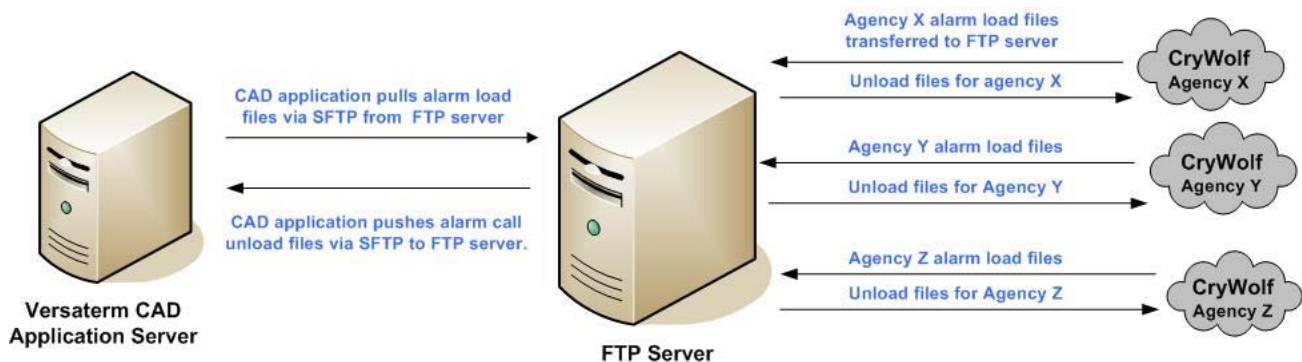 CAD application pulls alarm load
files via SFTP from FTP server
CAD application pushes alarm call
unload files via SFTP to FTP server.
Versaterm CAD
Application Server
FTP Server
Agency X alarm load files
transferred to FTP server
Unload files for agency X
CryWolf
Agency X
Agency Y alarm load files
Unload files for Agency Y
CryWolf
Agency Y
Agency Z alarm load files
Unload files for Agency Z
CryWolf
Agency Z